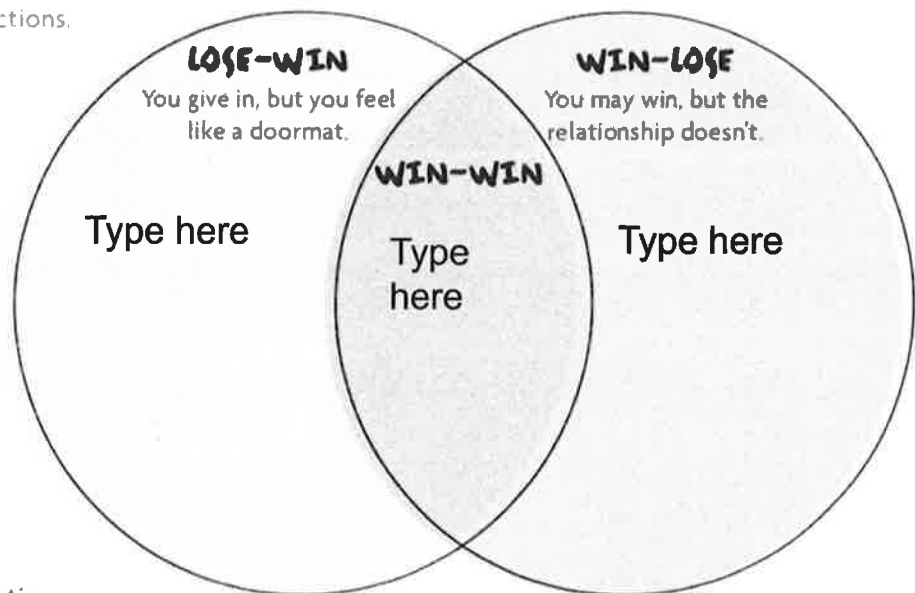 ctions.
LOSE-WIN
You give in, but you feel
like a doormat.
WIN-LOSE
You may win, but the
relationship doesn't.
WIN-WIN
Type here
Type
here
Type here